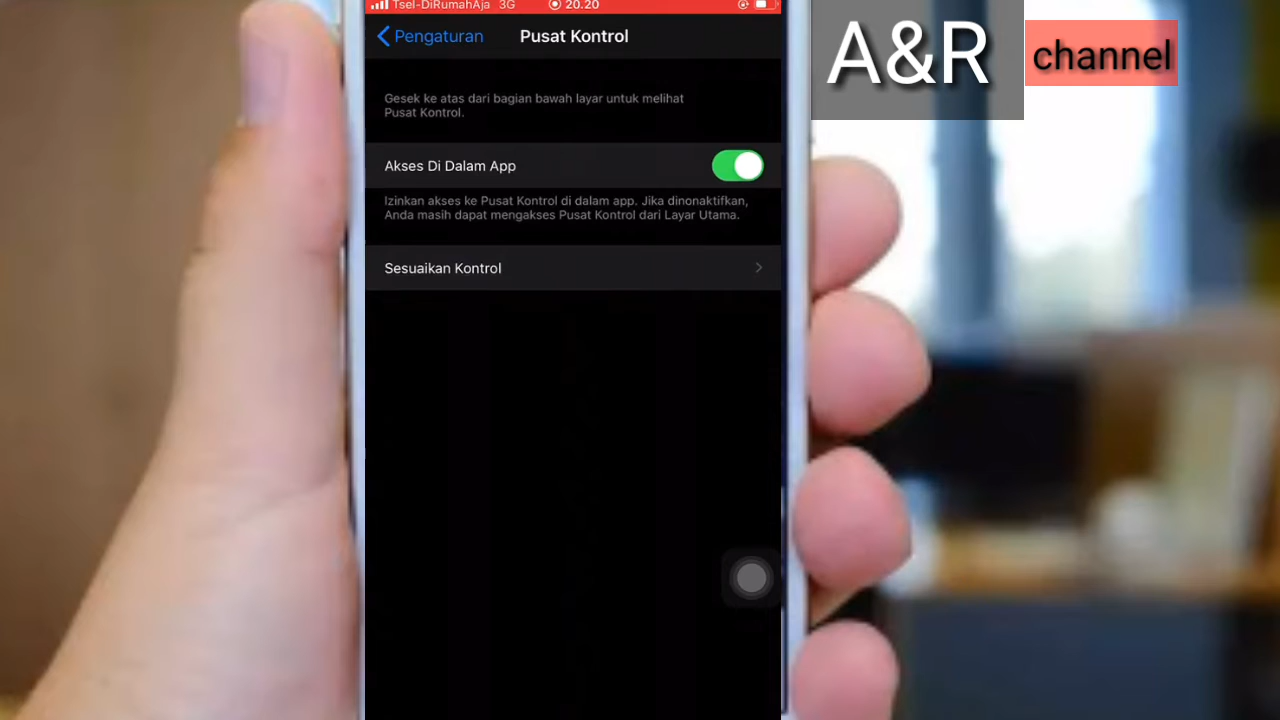 Tsel-DiRumahAja 3G 20.20
Pengaturan Pusat Kontrol
Gesek ke atas dari bagian bawah layar untuk melihat
Pusat Kontrol.
Akses Di Dalam App
Izinkan akses ke Pusat Kontrol di dalam app. Jika dinonaktifkan,
Anda masih dapat mengakses Pusat Kontrol dari Layar Utama.
Sesuaikan Kontrol
A&R channel